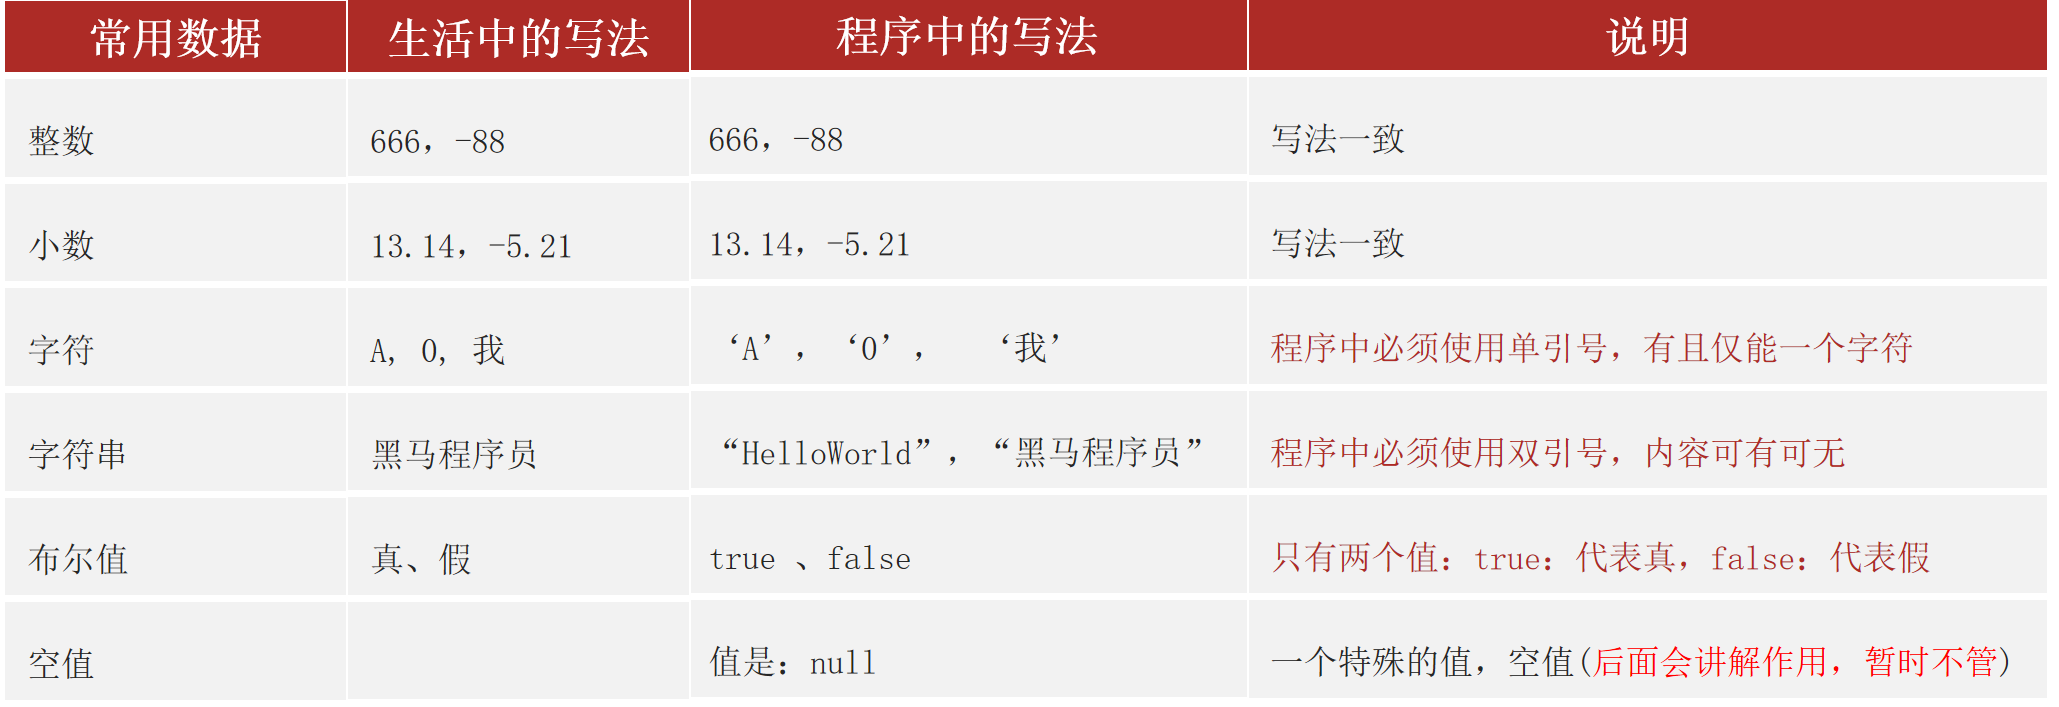 常用数据 生活中的写法 程序中的写法 说明
整数 666，-88 666，-88 写法一致
小数 13.14，-5.21 13.14，-5.21 写法一致
字符 A, 0, 我 ‘A’，‘0’， ‘我’ 程序中必须使用单引号，有且仅能一个字符
字符串 黑马程序员 “HelloWorld”，“黑马程序员” 程序中必须使用双引号，内容可有可无
布尔值 真、假 true 、false 只有两个值：true：代表真，false：代表假
空值 值是：null 一个特殊的值，空值(后面会讲解作用，暂时不管)